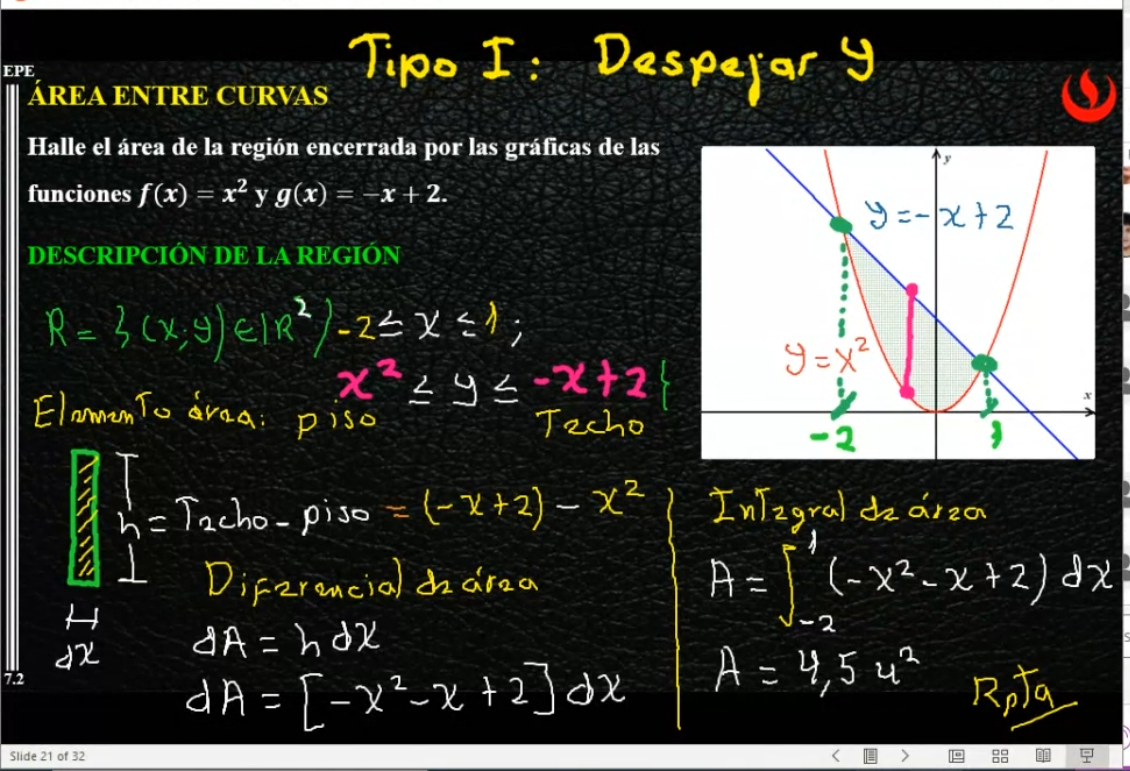 Tipo I: Despejar y
EPE
ÁREA ENTRE CURVAS
Halle el área de la región encerrada por las gráficas de las
funciones f(x) = x² y g(x) = −x + 2.
DESCRIPCIÓN DE LA REGIÓN
R = {(x;y) ∈ ℝ² / -2 ≤ x ≤ 1;
x² ≤ y ≤ -x+2}
Elemento área: piso Techo
h = Techo - piso = (-x+2) - x²
dx
Diferencial de área
dA = h dx
dA = [-x² - x + 2] dx
7.2
y
y = -x+2
y = x²
x
-2 1
Integral de área
A = ∫₋₂¹ (-x² - x + 2) dx
A = 4,5 u²
Rpta
Slide 21 of 32